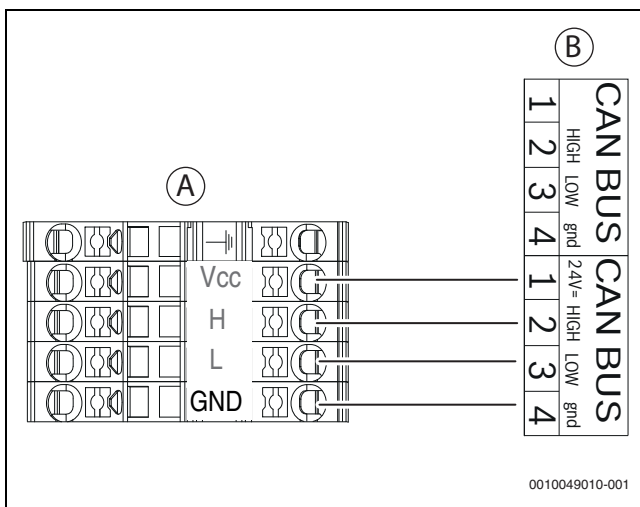 B
A
CAN BUS
1
2 HIGH
3 LOW
4 gnd
CAN BUS
1 24V=
2 HIGH
3 LOW
4 gnd
Vcc
H
L
GND
0010049010-001